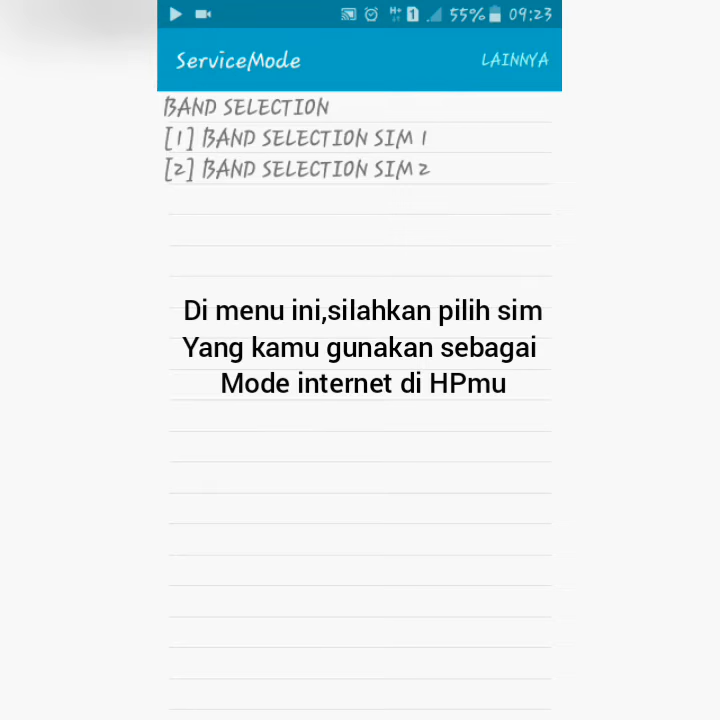 55% 09:23
ServiceMode LAINNYA
BAND SELECTION
[1] BAND SELECTION SIM 1
[2] BAND SELECTION SIM 2
Di menu ini,silahkan pilih sim
Yang kamu gunakan sebagai
Mode internet di HPmu